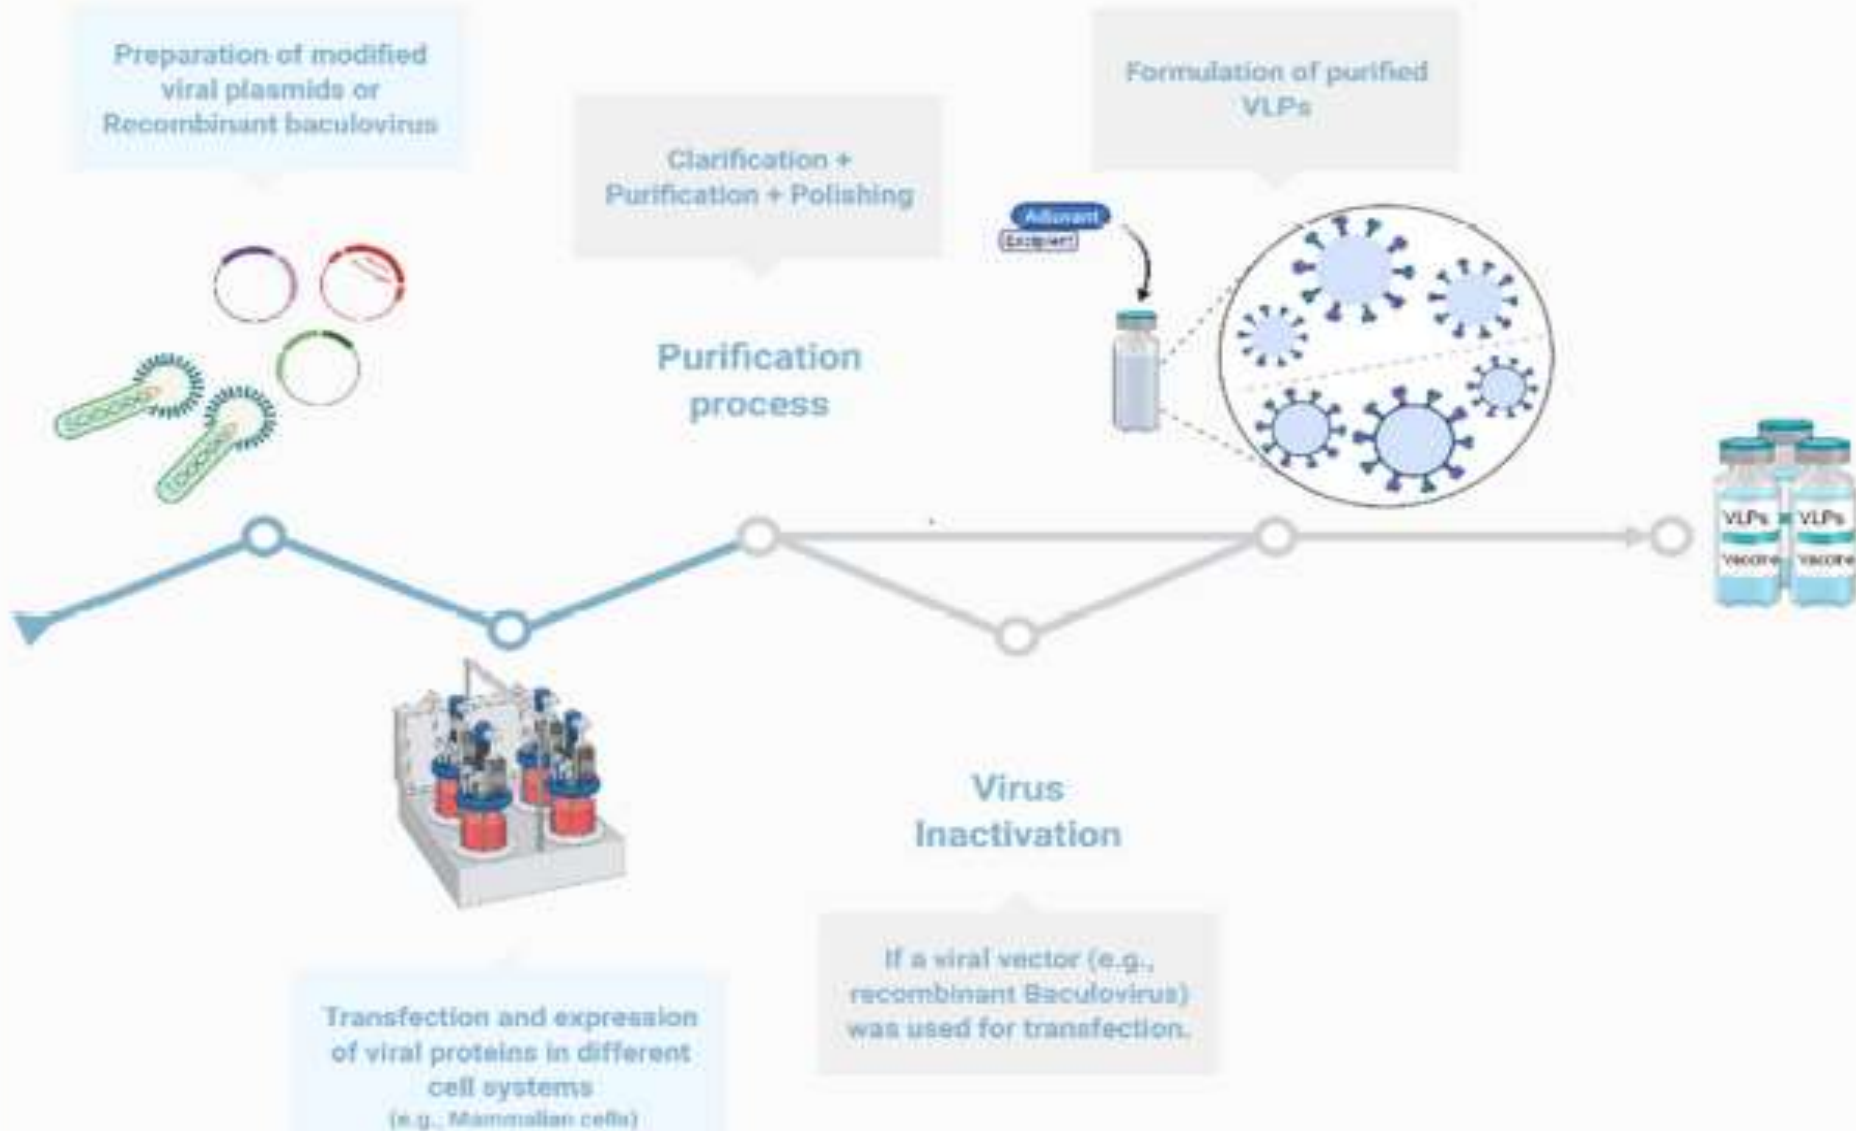 Preparation of modified
viral plasmids or
Recombinant baculovirus
Clarification +
Purification + Polishing
Formulation of purified
VLPs
Adjuvant
Excipient
Purification
process
VLPs
Vaccine
VLPs
Vaccine
Virus
Inactivation
If a viral vector (e.g.,
recombinant Baculovirus)
was used for transfection.
Transfection and expression
of viral proteins in different
cell systems
(e.g., Mammalian cells)